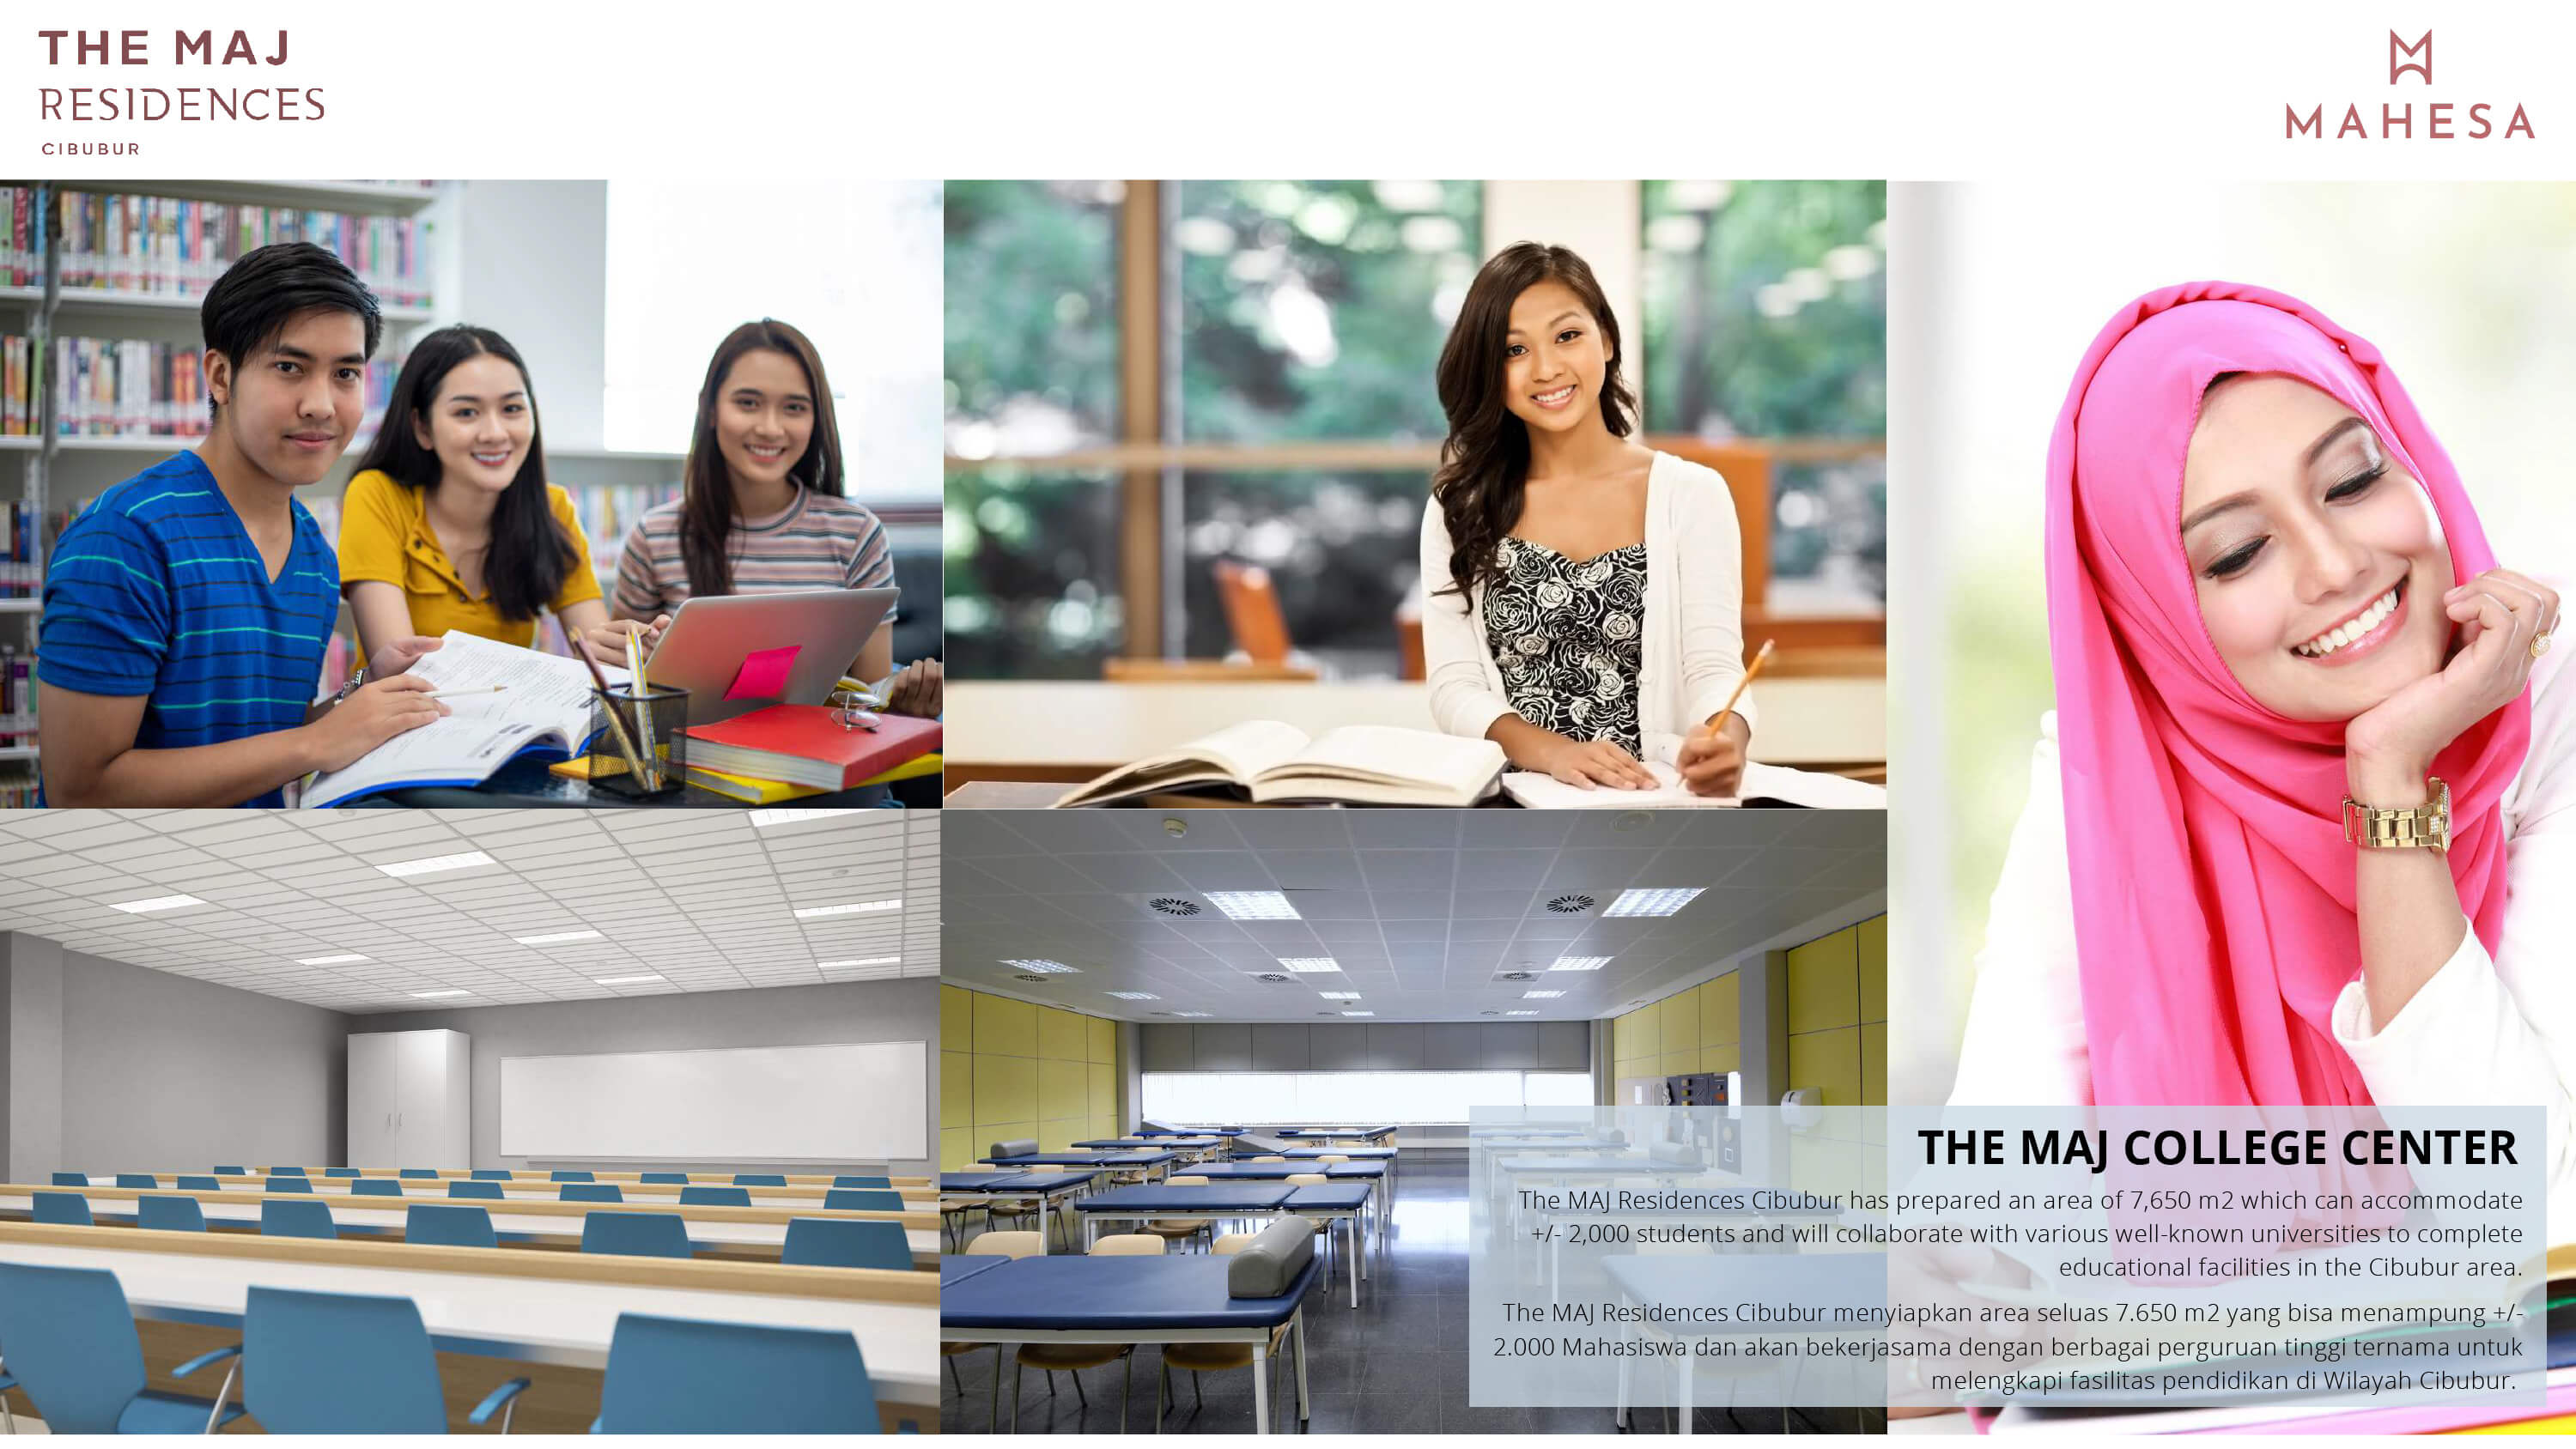 THE MAJ
RESIDENCES
CIBUBUR
MAHESA
THE MAJ COLLEGE CENTER
The MAJ Residences Cibubur has prepared an area of 7,650 m2 which can accommodate
+/- 2,000 students and will collaborate with various well-known universities to complete
educational facilities in the Cibubur area.
The MAJ Residences Cibubur menyiapkan area seluas 7.650 m2 yang bisa menampung +/-
2.000 Mahasiswa dan akan bekerjasama dengan berbagai perguruan tinggi ternama untuk
melengkapi fasilitas pendidikan di Wilayah Cibubur.